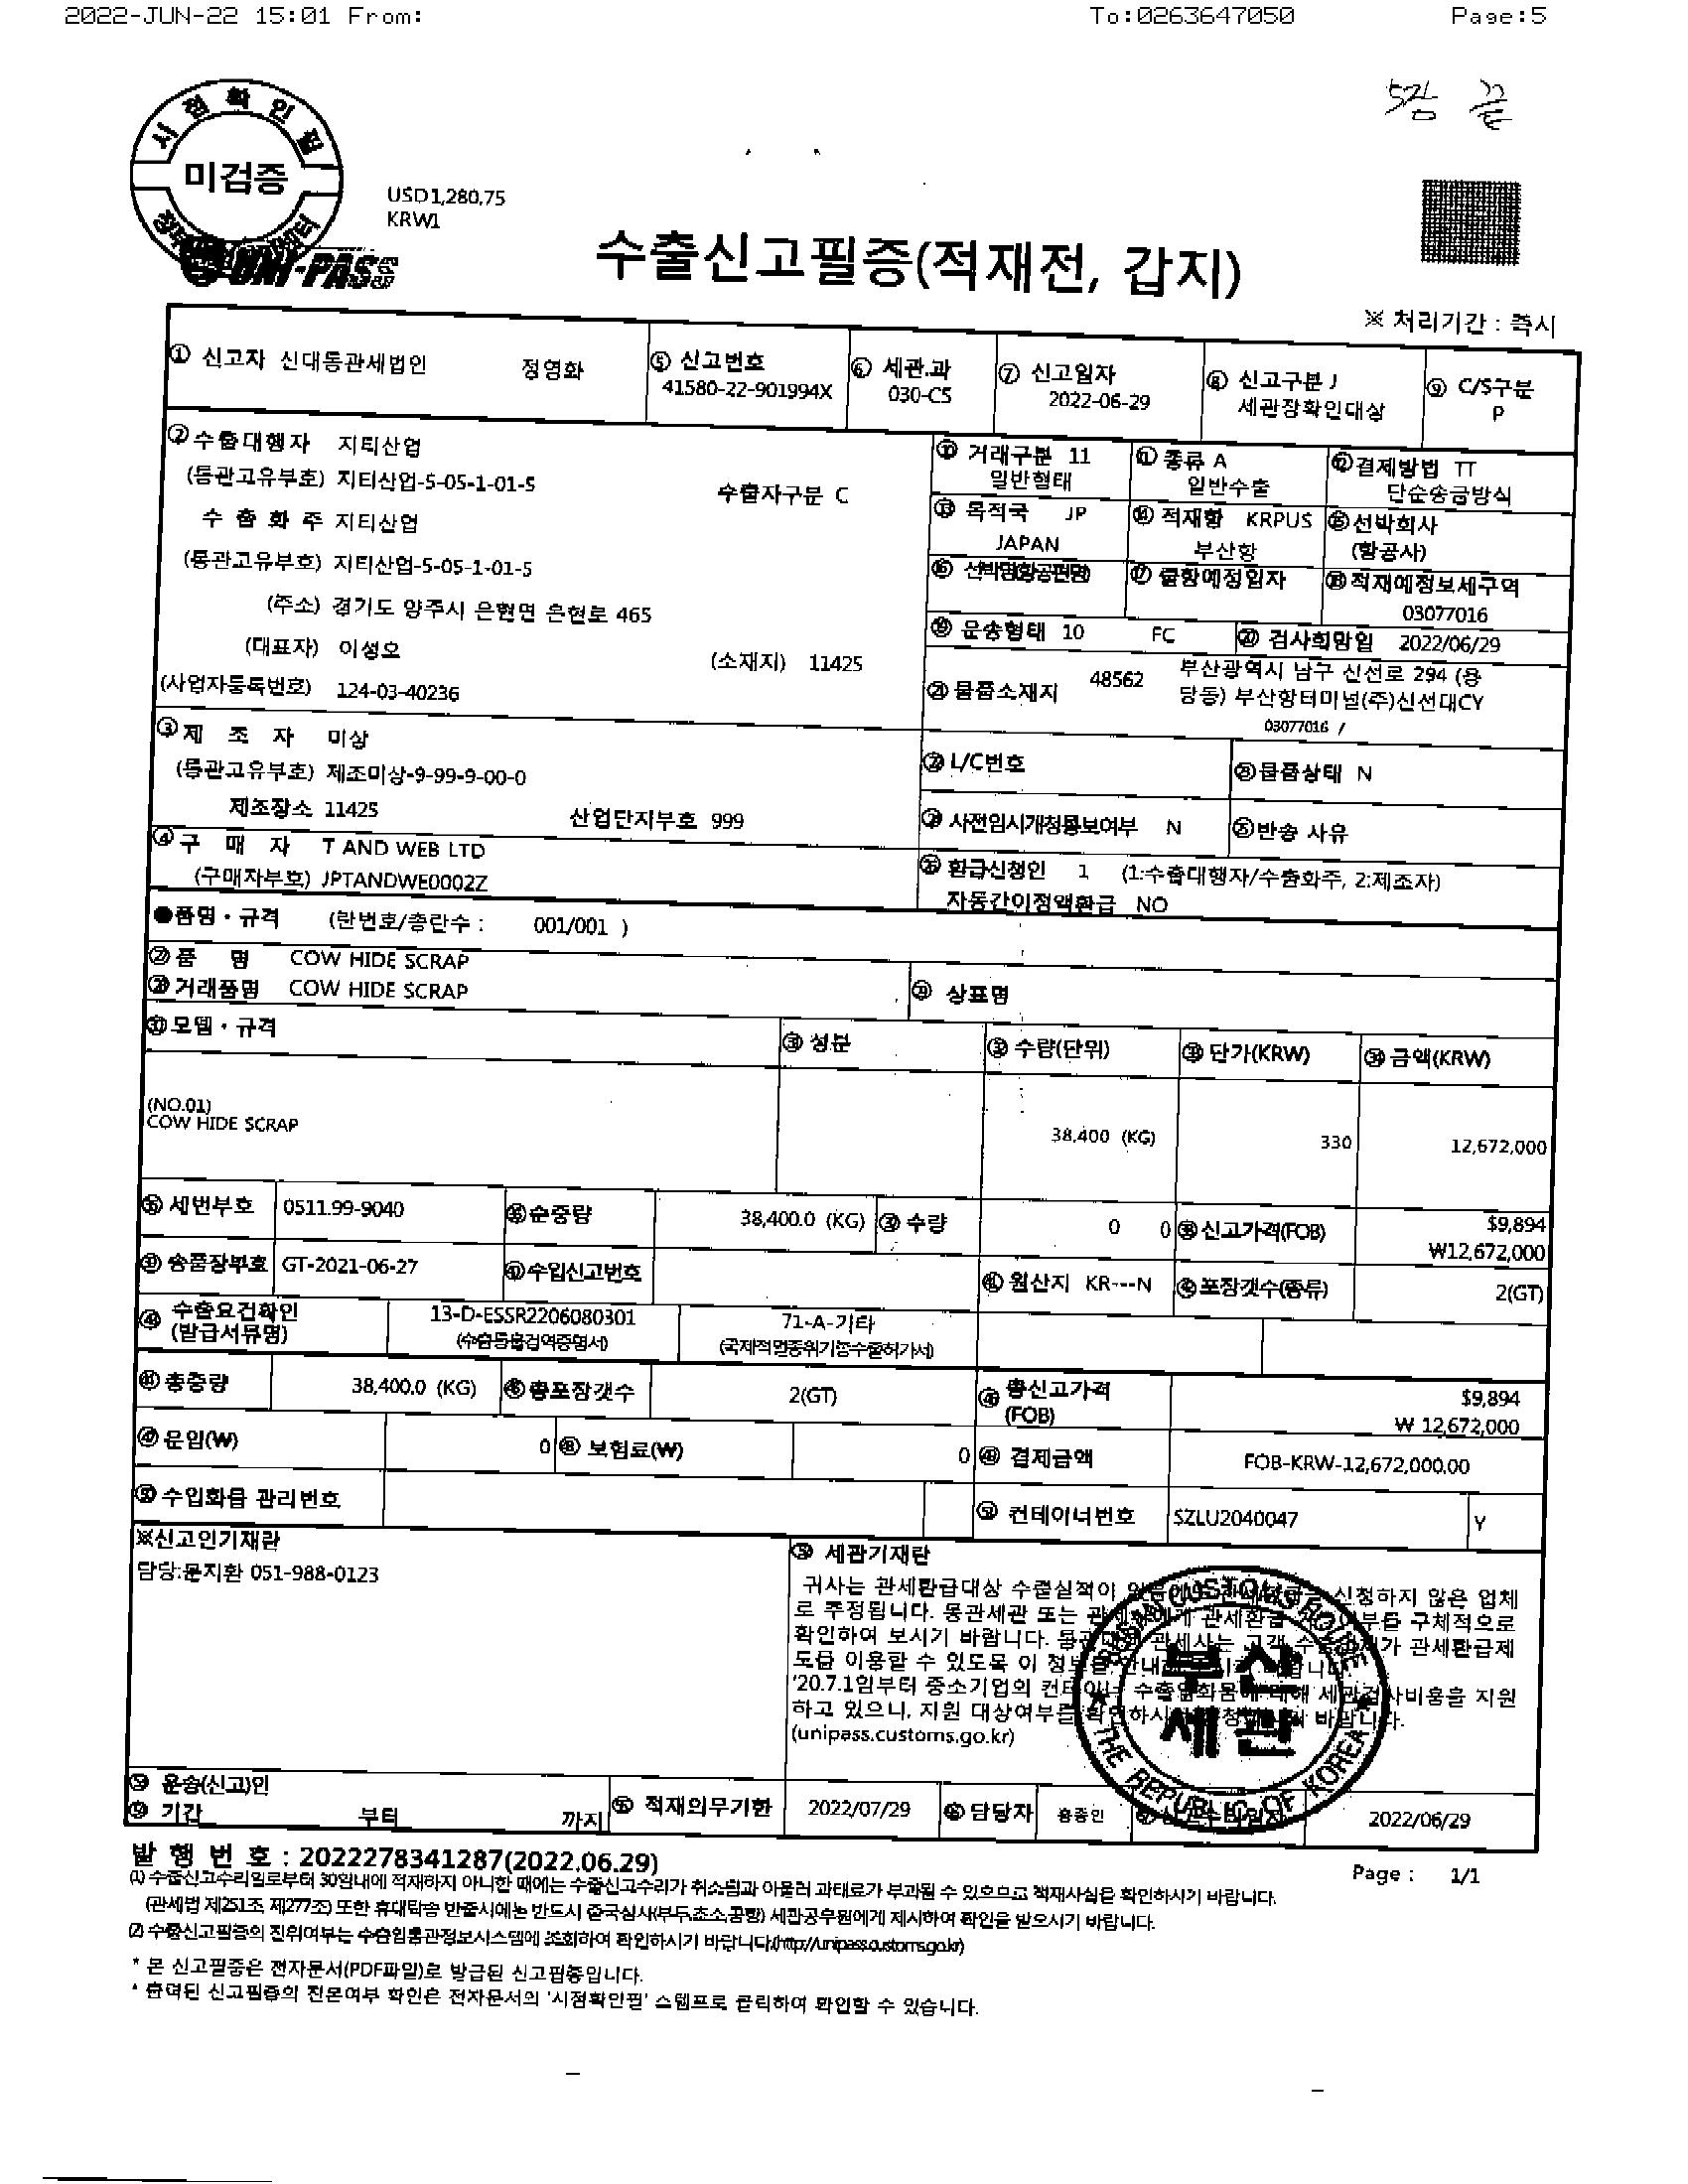 2022-JUN-22 15:01 From: To:0263647050 Page:5
시점확인필
미검증
UNI-PASS
USD1,280.75
KRW1
수출신고필증(적재전, 갑지)
※ 처리기간 : 즉시
① 신고자 신대동관세법인 정영화
⑤ 신고번호
41580-22-901994X
⑥ 세관.과
030-C5
⑦ 신고일자
2022-06-29
⑧ 신고구분 J
세관장확인대상
⑨ C/S구분
P
② 수출대행자 지티산업
(통관고유부호) 지티산업-5-05-1-01-5
수출자구분 C
수 출 화 주 지티산업
(통관고유부호) 지티산업-5-05-1-01-5
(주소) 경기도 양주시 은현면 은현로 465
(대표자) 이성호
(소재지) 11425
(사업자등록번호) 124-03-40236
⑩ 거래구분 11
일반형태
⑪ 종류 A
일반수출
⑫ 결제방법 TT
단순송금방식
⑬ 목적국 JP
JAPAN
⑭ 적재항 KRPUS
부산항
⑮ 선박회사
(항공사)
⑯ 선박명(항공편명)
⑰ 출항예정일자
⑱ 적재예정보세구역
03077016
⑲ 운송형태 10 FC
⑳ 검사희망일 2022/06/29
㉑ 물품소재지 48562 부산광역시 남구 신선로 294 (용
당동) 부산항터미널(주)신선대CY
03077016 /
③ 제 조 자 미상
(통관고유부호) 제조미상-9-99-9-00-0
제조장소 11425 산업단지부호 999
㉒ L/C번호
㉓ 물품상태 N
㉔ 사전임시개청통보여부 N
㉕ 반송 사유
④ 구 매 자 T AND WEB LTD
(구매자부호) JPTANDWE0002Z
㉖ 환급신청인 1 (1:수출대행자/수출화주, 2:제조자)
자동간이정액환급 NO
●품명・규격 (란번호/총란수 : 001/001 )
㉗ 품 명 COW HIDE SCRAP
㉘ 거래품명 COW HIDE SCRAP
㉙ 상표명
㉚ 모델・규격
㉛ 성분
㉜ 수량(단위)
㉝ 단가(KRW)
㉞ 금액(KRW)
(NO.01)
COW HIDE SCRAP
38,400 (KG) 330 12,672,000
㉟ 세번부호 0511.99-9040
㊱ 순중량 38,400.0 (KG)
㊲ 수량 0 0
㊳ 신고가격(FOB) $9,894
₩12,672,000
㊴ 송품장부호 GT-2021-06-27
㊵ 수입신고번호
㊶ 원산지 KR---N
㊷ 포장갯수(종류) 2(GT)
㊸ 수출요건확인
(발급서류명)
13-D-ESSR2206080301
(수출동물검역증명서)
71-A-기타
(국제적멸종위기종수출허가서)
㊹ 총중량 38,400.0 (KG)
㊺ 총포장갯수 2(GT)
㊻ 총신고가격
(FOB)
$9,894
₩ 12,672,000
㊼ 운임(₩) 0
㊽ 보험료(₩) 0
㊾ 결제금액 FOB-KRW-12,672,000.00
㊿ 수입화물 관리번호
컨테이너번호 SZLU2040047 Y
※신고인기재란
담당:문지환 051-988-0123
세관기재란
귀사는 관세환급대상 수출실적이 신청하지 않은 업체
로 추정됩니다. 통관세관 또는 관세환급 구체적으로
확인하여 보시기 바랍니다. 관세사는 고객 관세환급제
도를 이용할 수 있도록 이 정보를
'20.7.1일부터 중소기업의 컨테이너 수출입화물에 대해 세관검사비용을 지원
하고 있으니, 지원 대상여부를 확인하시 바랍니다.
(unipass.customs.go.kr)
BUSAN CUSTOMS HOUSE
부산
세관
THE REPUBLIC OF KOREA
운송(신고)인
기간 부터 까지
적재의무기한 2022/07/29
담당자 홍종인
2022/06/29
발 행 번 호 : 2022278341287(2022.06.29)
Page : 1/1
(1) 수출신고수리일로부터 30일내에 적재하지 아니한 때에는 수출신고수리가 취소됨과 아울러 과태료가 부과될 수 있으므로 적재사실을 확인하시기 바랍니다.
(관세법 제251조, 제277조) 또한 휴대탁송 반출시에는 반드시 출국심사(부두,초소,공항) 세관공무원에게 제시하여 확인을 받으시기 바랍니다.
(2) 수출신고필증의 진위여부는 수출입통관정보시스템에 조회하여 확인하시기 바랍니다.(http://unipass.customs.go.kr)
* 본 신고필증은 전자문서(PDF파일)로 발급된 신고필증입니다.
* 출력된 신고필증의 진본여부 확인은 전자문서의 '시점확인필' 스탬프로 클릭하여 확인할 수 있습니다.